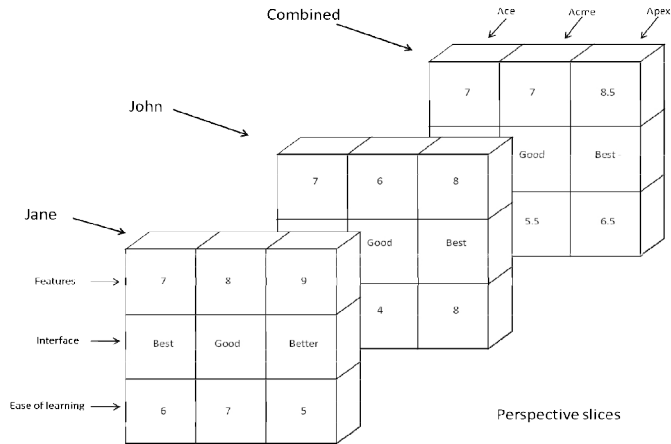 Ace Acme Apex
Combined
7 7 8.5
John
Good Best
7 6 8
5.5 6.5
Jane
Good Best
Features 7 8 9
4 8
Interface Best Good Better
Ease of learning 6 7 5
Perspective slices